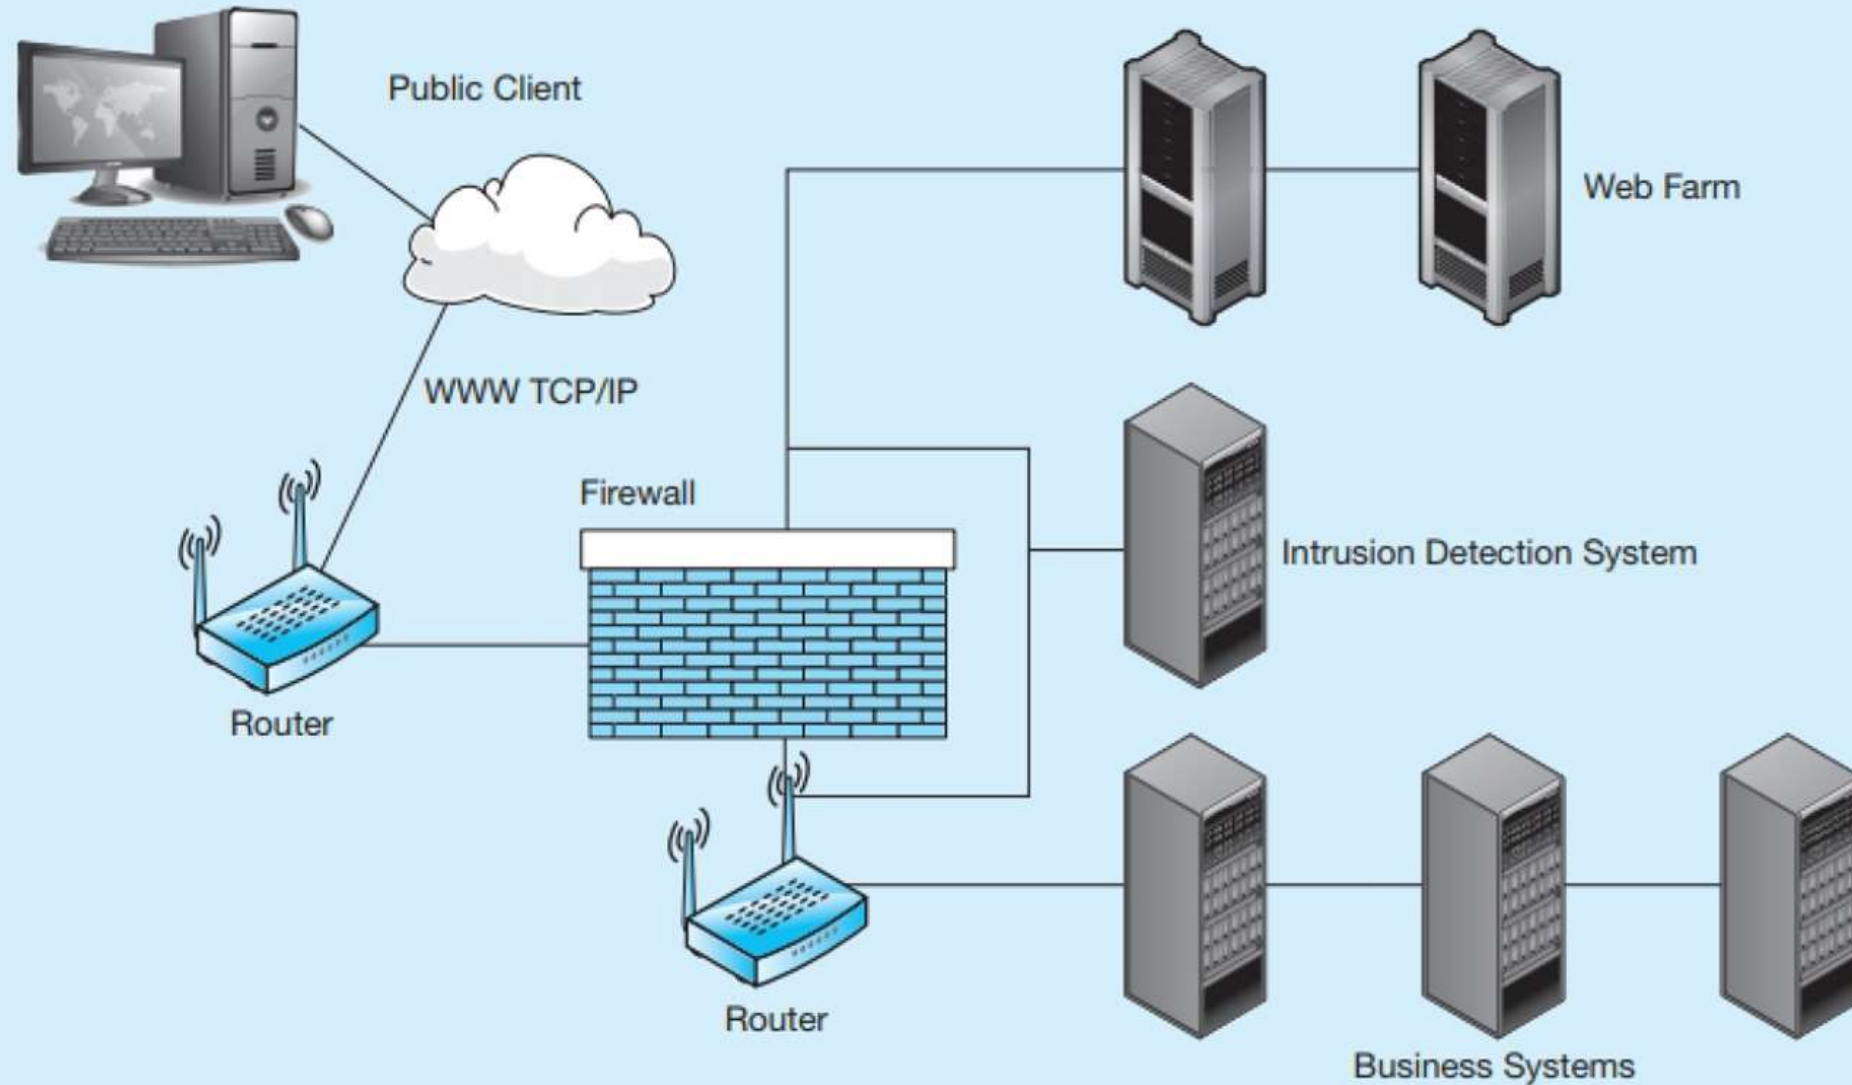 Public Client
Web Farm
WWW TCP/IP
Firewall
Intrusion Detection System
Router
Router
Business Systems